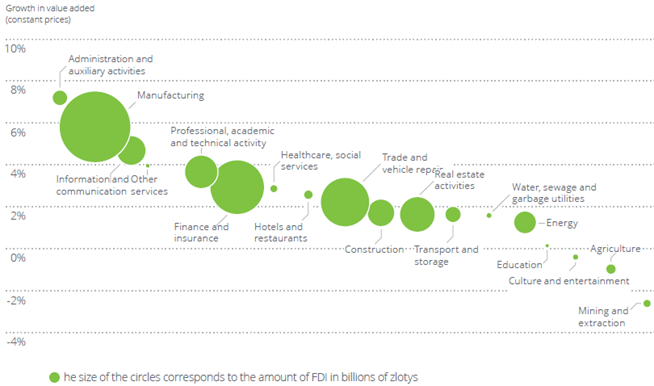 Growth in value added
(constant prices)
10%
Administration and
auxiliary activities
8%
Manufacturing
6%
Professional, academic
and technical activity
Healthcare, social
services
Trade and
vehicle repair
4%
Information and
communication
Other
services
Real estate
activities
Water, sewage and
garbage utilities
2%
Finance and
insurance
Hotels and
restaurants
Construction
Transport and
storage
Energy
0%
Education
Agriculture
Culture and entertainment
-2%
Mining and
extraction
-4%
he size of the circles corresponds to the amount of FDI in billions of zlotys